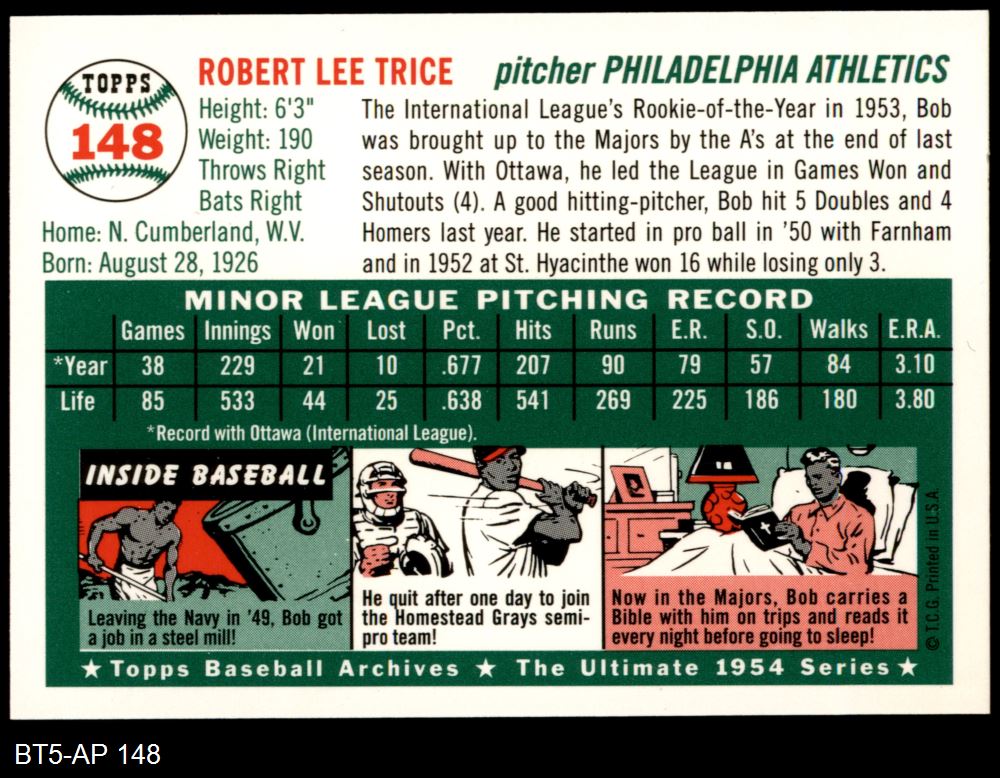 TOPPS
148
ROBERT LEE TRICE
pitcher PHILADELPHIA ATHLETICS
Height: 6'3"
Weight: 190
Throws Right
Bats Right
Home: N. Cumberland, W.V.
Born: August 28, 1926
The International League's Rookie-of-the-Year in 1953, Bob
was brought up to the Majors by the A's at the end of last
season. With Ottawa, he led the League in Games Won and
Shutouts (4). A good hitting-pitcher, Bob hit 5 Doubles and 4
Homers last year. He started in pro ball in '50 with Farnham
and in 1952 at St. Hyacinthe won 16 while losing only 3.
MINOR LEAGUE PITCHING RECORD
Games Innings Won Lost Pct. Hits Runs E.R. S.O. Walks E.R.A.
*Year 38 229 21 10 .677 207 90 79 57 84 3.10
Life 85 533 44 25 .638 541 269 225 186 180 3.80
*Record with Ottawa (International League).
INSIDE BASEBALL
Leaving the Navy in '49, Bob got
a job in a steel mill!
He quit after one day to join
the Homestead Grays semi-
pro team!
Now in the Majors, Bob carries a
Bible with him on trips and reads it
every night before going to sleep!
© T.C.G. Printed in U.S.A
★ Topps Baseball Archives ★ The Ultimate 1954 Series ★
BT5-AP 148